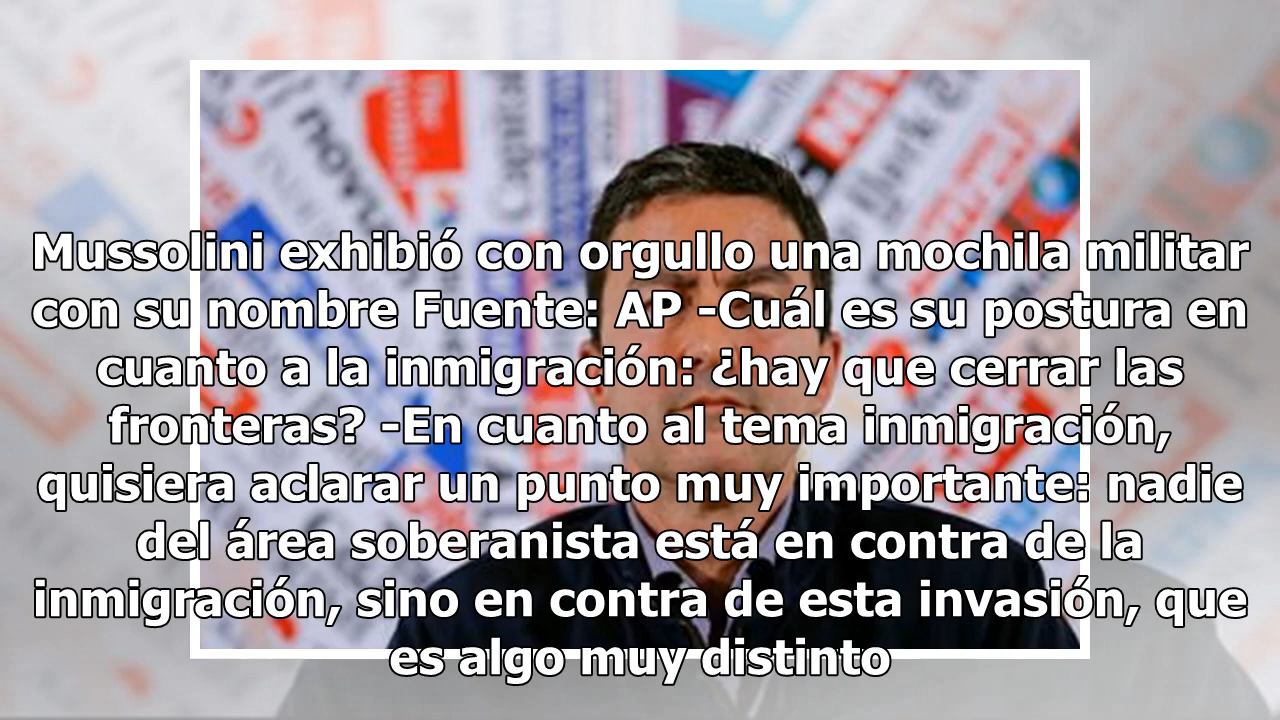 Mussolini exhibió con orgullo una mochila militar
con su nombre Fuente: AP -Cuál es su postura en
cuanto a la inmigración: ¿hay que cerrar las
fronteras? -En cuanto al tema inmigración,
quisiera aclarar un punto muy importante: nadie
del área soberanista está en contra de la
inmigración, sino en contra de esta invasión, que
es algo muy distinto